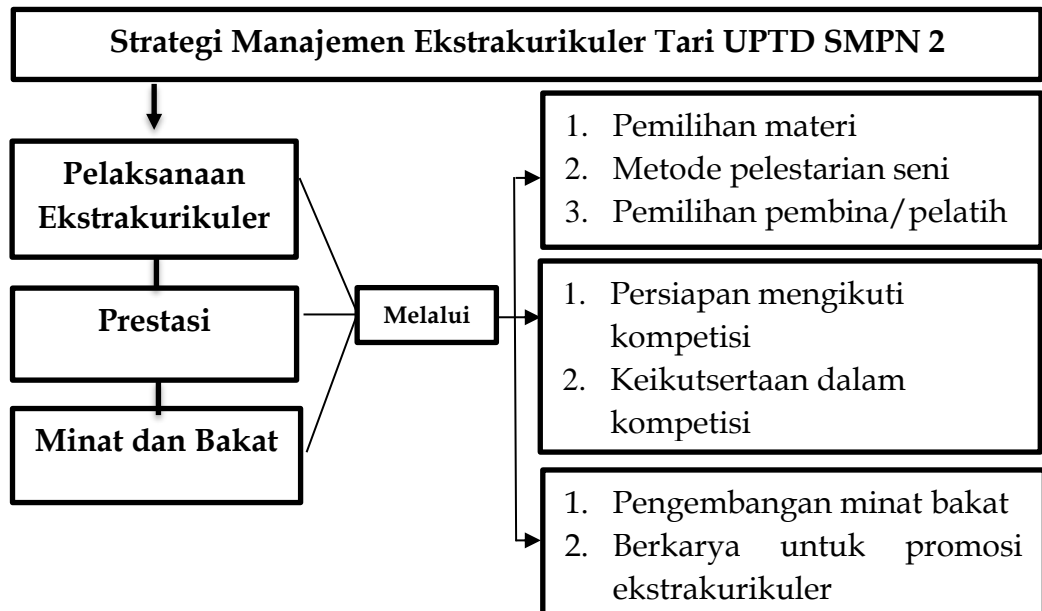 Strategi Manajemen Ekstrakurikuler Tari UPTD SMPN 2
Pelaksanaan
Ekstrakurikuler
Prestasi
Minat dan Bakat
Melalui
1. Pemilihan materi
2. Metode pelestarian seni
3. Pemilihan pembina/pelatih
1. Persiapan mengikuti
kompetisi
2. Keikutsertaan dalam
kompetisi
1. Pengembangan minat bakat
2. Berkarya untuk promosi
ekstrakurikuler